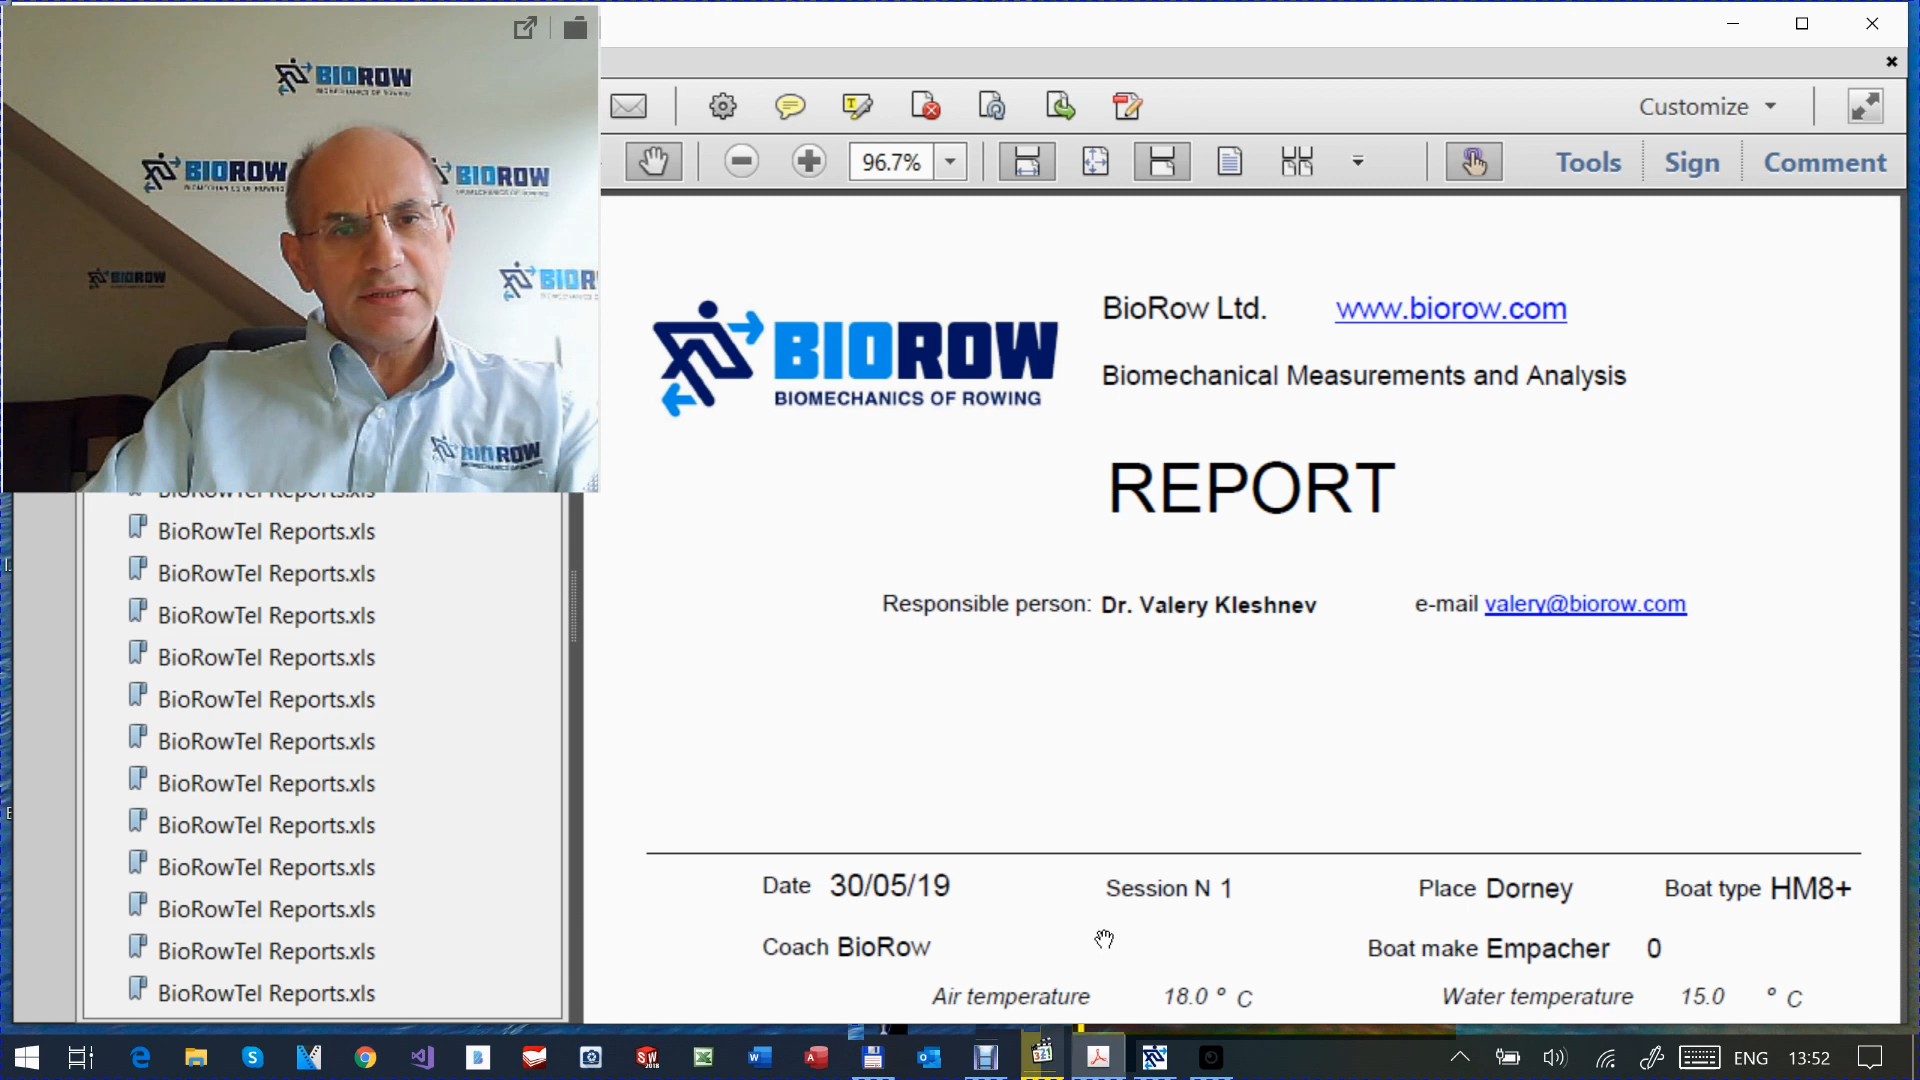 BIOROW
BIOROW
BIOROW
BIOROW
BIOR
BIOROW
Customize
96.7%
Tools
Sign
Comment
BIOROW
BIOMECHANICS OF ROWING
BioRow Ltd.
www.biorow.com
Biomechanical Measurements and Analysis
REPORT
Responsible person: Dr. Valery Kleshnev
e-mail valery@biorow.com
BioRowTel Reports.xls
BioRowTel Reports.xls
BioRowTel Reports.xls
BioRowTel Reports.xls
BioRowTel Reports.xls
BioRowTel Reports.xls
BioRowTel Reports.xls
BioRowTel Reports.xls
BioRowTel Reports.xls
BioRowTel Reports.xls
BioRowTel Reports.xls
BioRowTel Reports.xls
BioRowTel Reports.xls
Date 30/05/19
Session N 1
Place Dorney
Boat type HM8+
Coach BioRow
Boat make Empacher 0
Air temperature 18.0 ° C
Water temperature 15.0 ° C
ENG
13:52